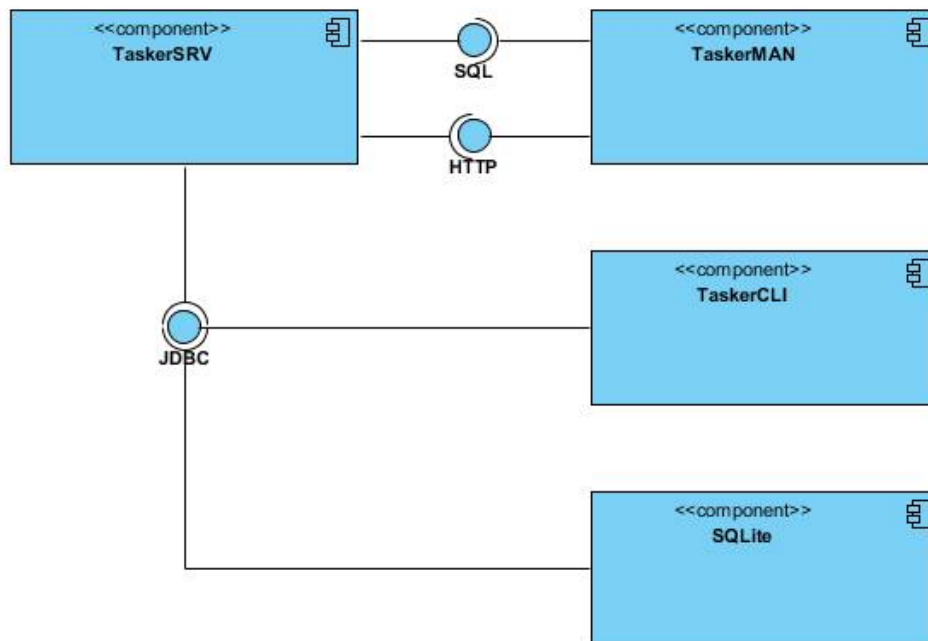 <<component>>
TaskerSRV
SQL
<<component>>
TaskerMAN
HTTP
<<component>>
TaskerCLI
JDBC
<<component>>
SQLite